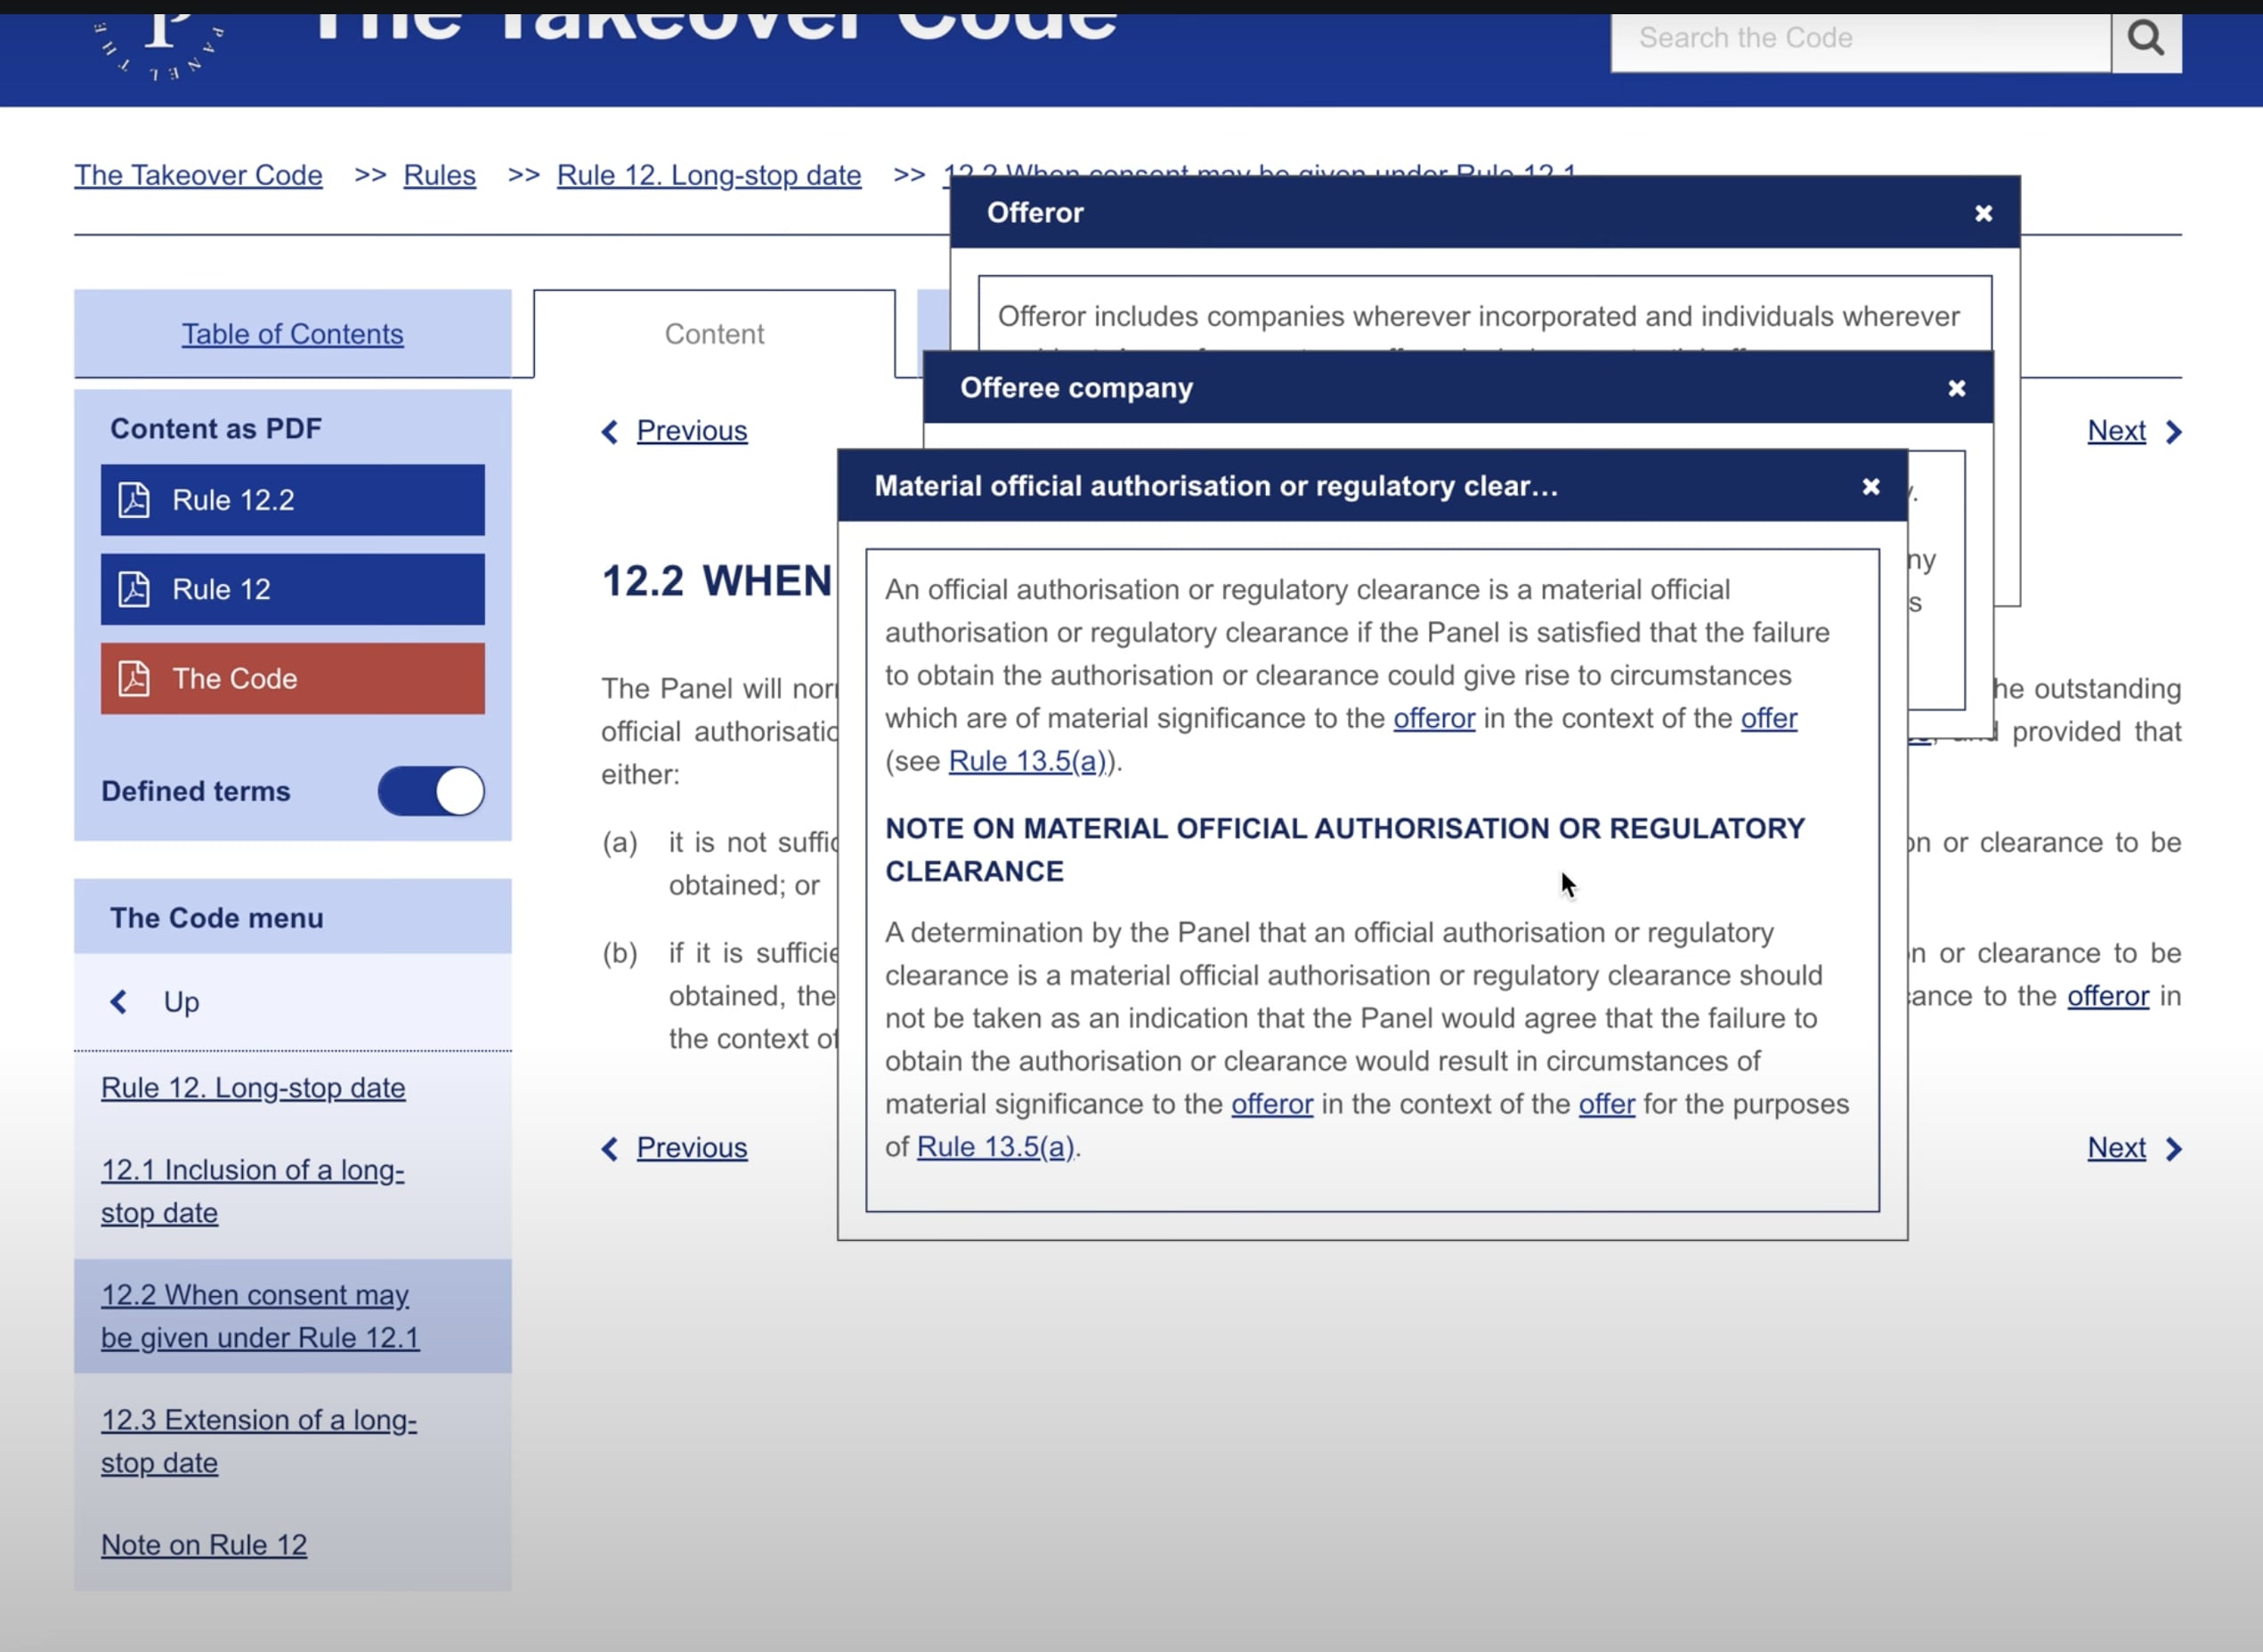 The Takeover Code
THE PANEL
Search the Code
The Takeover Code >> Rules >> Rule 12. Long-stop date >> 12.2 When consent may be given under Rule 12.1
Offeror
Offeror includes companies wherever incorporated and individuals wherever
Offeree company
Table of Contents
Content
Content as PDF
Rule 12.2
Rule 12
The Code
Defined terms
The Code menu
Up
Rule 12. Long-stop date
12.1 Inclusion of a long-
stop date
12.2 When consent may
be given under Rule 12.1
12.3 Extension of a long-
stop date
Note on Rule 12
Previous
Next
12.2 WHEN
The Panel will
he outstanding
official
provided that
either:
(a) it is not
on or clearance to be
obtained; or
(b) if it is
n or clearance to be
obtained, the
to the offeror in
the context of
Previous
Next
Material official authorisation or regulatory clear...
An official authorisation or regulatory clearance is a material official
authorisation or regulatory clearance if the Panel is satisfied that the failure
to obtain the authorisation or clearance could give rise to circumstances
which are of material significance to the offeror in the context of the offer
(see Rule 13.5(a)).
NOTE ON MATERIAL OFFICIAL AUTHORISATION OR REGULATORY
CLEARANCE
A determination by the Panel that an official authorisation or regulatory
clearance is a material official authorisation or regulatory clearance should
not be taken as an indication that the Panel would agree that the failure to
obtain the authorisation or clearance would result in circumstances of
material significance to the offeror in the context of the offer for the purposes
of Rule 13.5(a).